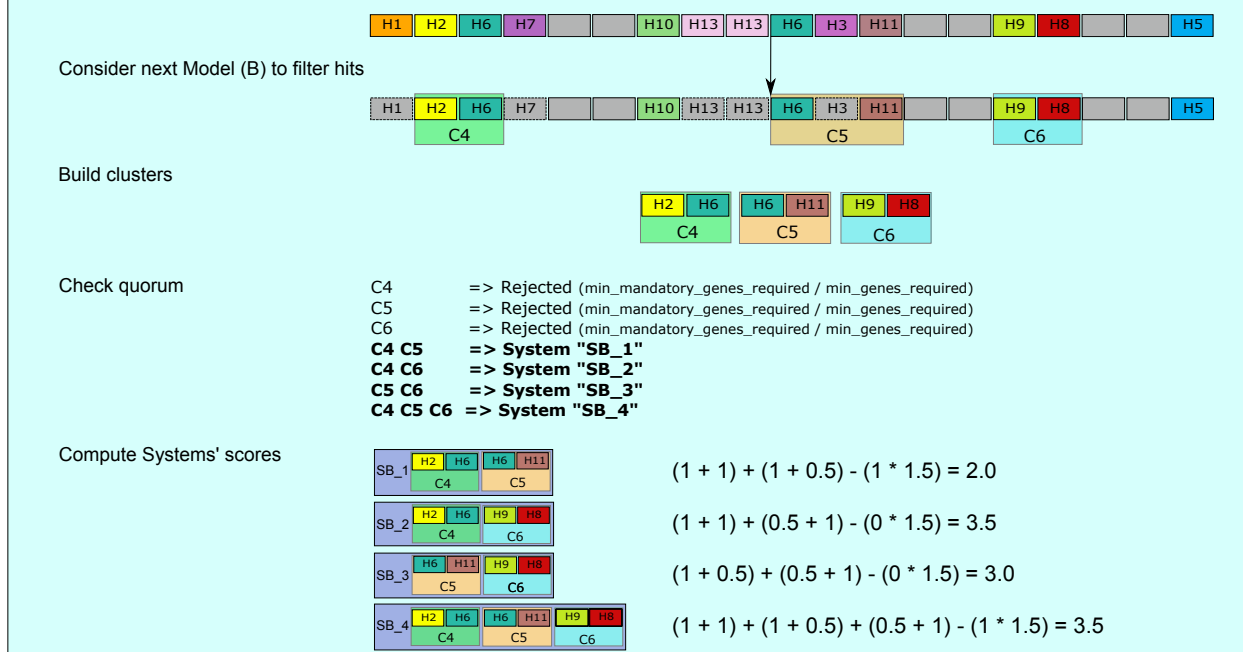 H1 H2 H6 H7 H10 H13 H13 H6 H3 H11 H9 H8 H5
Consider next Model (B) to filter hits
H1 H2 H6 H7 H10 H13 H13 H6 H3 H11 H9 H8 H5
C4 C5 C6
Build clusters
H2 H6 H6 H11 H9 H8
C4 C5 C6
Check quorum
C4 => Rejected (min_mandatory_genes_required / min_genes_required)
C5 => Rejected (min_mandatory_genes_required / min_genes_required)
C6 => Rejected (min_mandatory_genes_required / min_genes_required)
C4 C5 => System "SB_1"
C4 C6 => System "SB_2"
C5 C6 => System "SB_3"
C4 C5 C6 => System "SB_4"
Compute Systems' scores
SB_1 H2 H6 H6 H11 (1 + 1) + (1 + 0.5) - (1 * 1.5) = 2.0
C4 C5
SB_2 H2 H6 H9 H8 (1 + 1) + (0.5 + 1) - (0 * 1.5) = 3.5
C4 C6
SB_3 H6 H11 H9 H8 (1 + 0.5) + (0.5 + 1) - (0 * 1.5) = 3.0
C5 C6
SB_4 H2 H6 H6 H11 H9 H8 (1 + 1) + (1 + 0.5) + (0.5 + 1) - (1 * 1.5) = 3.5
C4 C5 C6